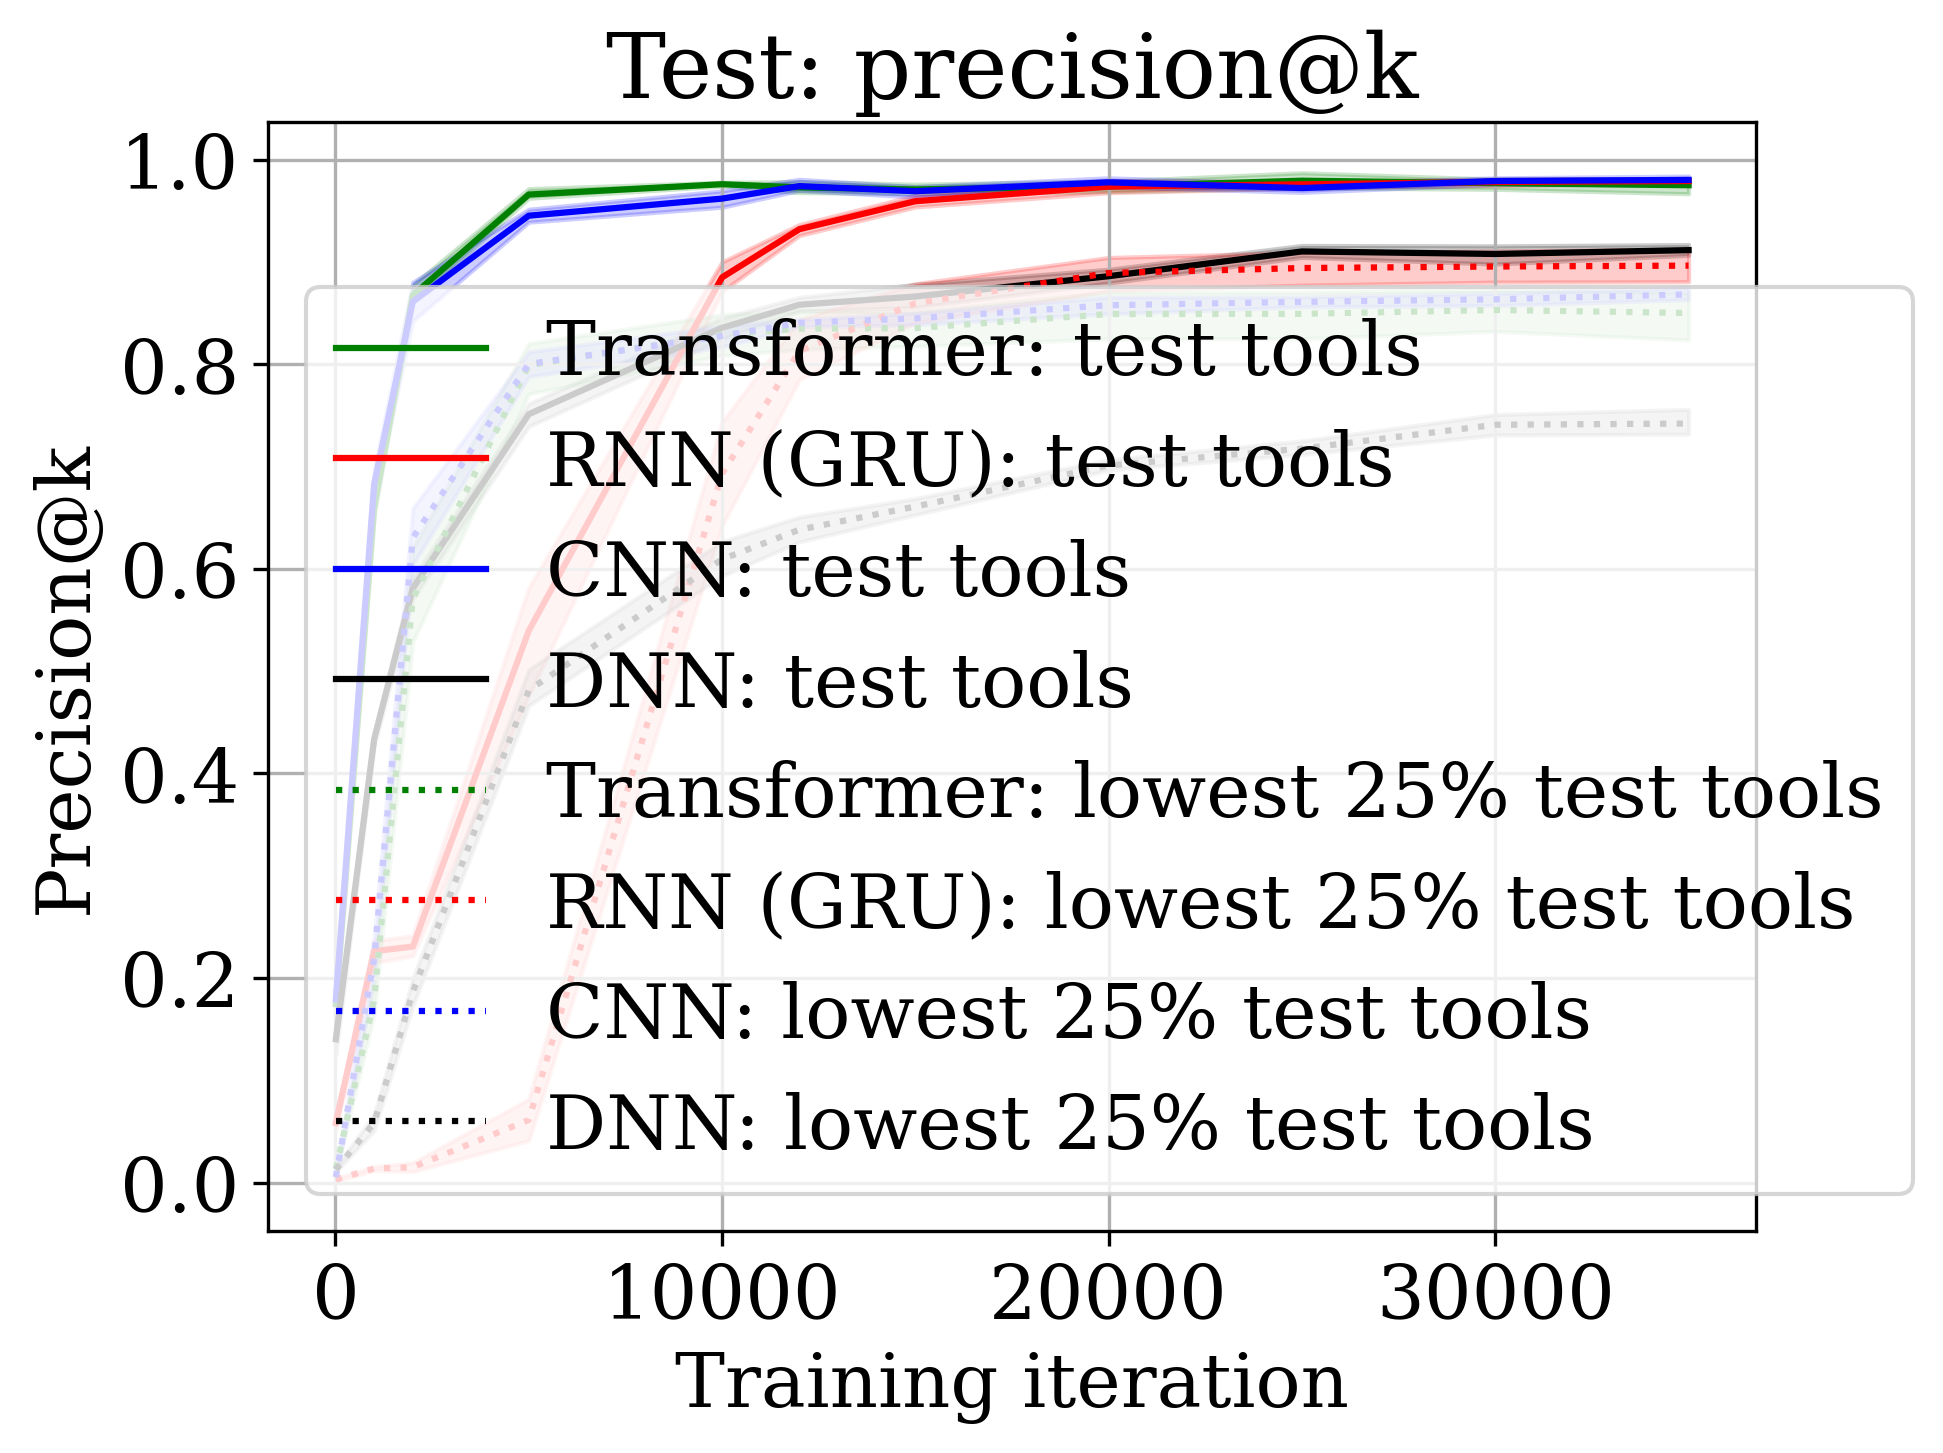 Test: precision@k
1.0
0.8
0.6
0.4
0.2
0.0
Precision@k
Transformer: test tools
RNN (GRU): test tools
CNN: test tools
DNN: test tools
Transformer: lowest 25% test tools
RNN (GRU): lowest 25% test tools
CNN: lowest 25% test tools
DNN: lowest 25% test tools
0 10000 20000 30000
Training iteration